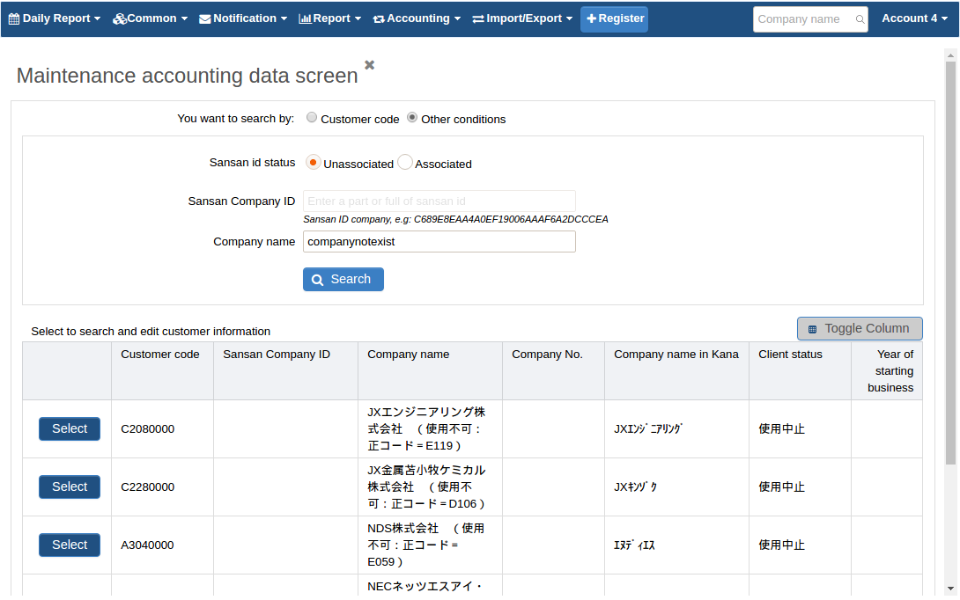 Daily Report Common Notification Report Accounting Import/Export Register Company name Account 4
Maintenance accounting data screen
You want to search by: Customer code Other conditions
Sansan id status Unassociated Associated
Sansan Company ID Enter a part or full of sansan id
Sansan ID company, e.g: C689E8EAA4A0EF19006AAAF6A2DCCCEA
Company name companynotexist
Search
Select to search and edit customer information
Toggle Column
Customer code Sansan Company ID Company name Company No. Company name in Kana Client status Year of
starting
business
JXエンジニアリング株
Select C2080000 式会社 （使用不可： JXｴﾝｼﾞﾆｱﾘﾝｸﾞ 使用中止
正コード＝E119）
JX金属苫小牧ケミカル
Select C2280000 株式会社 （使用不 JXｷﾝｿﾞｸ 使用中止
可：正コード＝D106）
NDS株式会社 （使用
Select A3040000 不可：正コード＝ ｴﾇﾃﾞｨｴｽ 使用中止
E059）
NECネッツエスアイ・